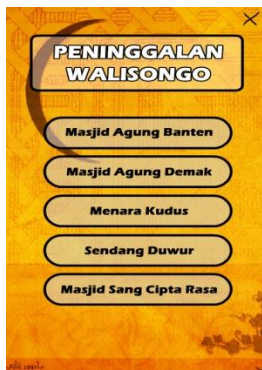 PENINGGALAN
WALISONGO
Masjid Agung Banten
Masjid Agung Demak
Menara Kudus
Sendang Duwur
Masjid Sang Cipta Rasa